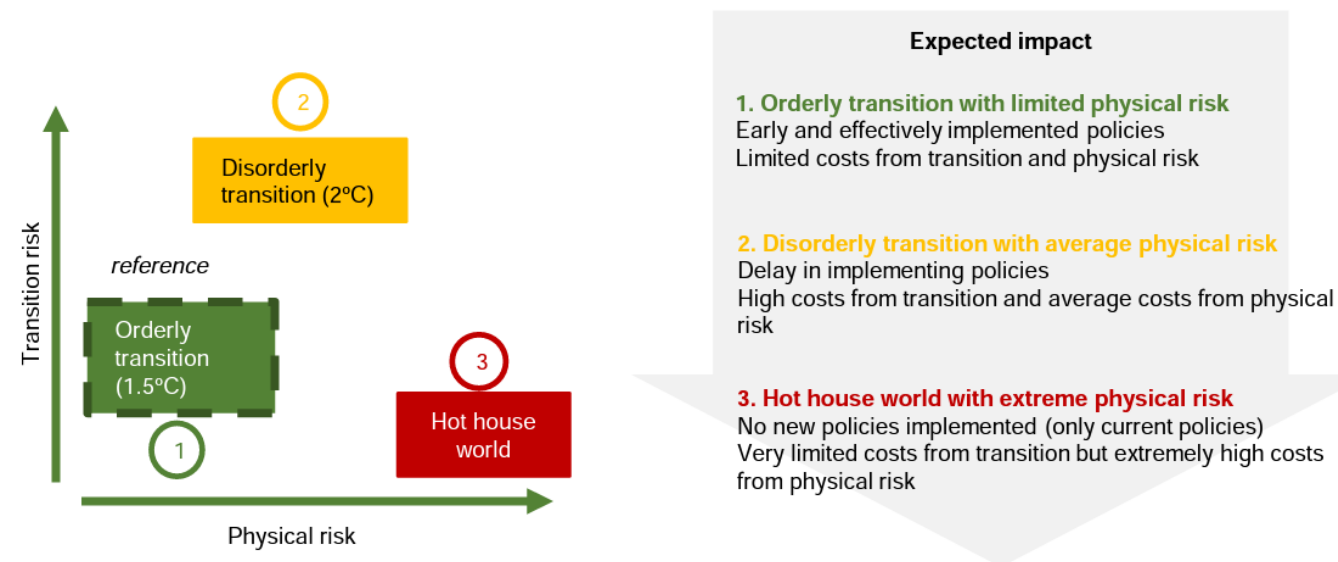 2
Disorderly
transition (2ºC)
Transition risk
reference
Orderly
transition
(1.5ºC)
1
3
Hot house
world
Physical risk
Expected impact
1. Orderly transition with limited physical risk
Early and effectively implemented policies
Limited costs from transition and physical risk
2. Disorderly transition with average physical risk
Delay in implementing policies
High costs from transition and average costs from physical
risk
3. Hot house world with extreme physical risk
No new policies implemented (only current policies)
Very limited costs from transition but extremely high costs
from physical risk